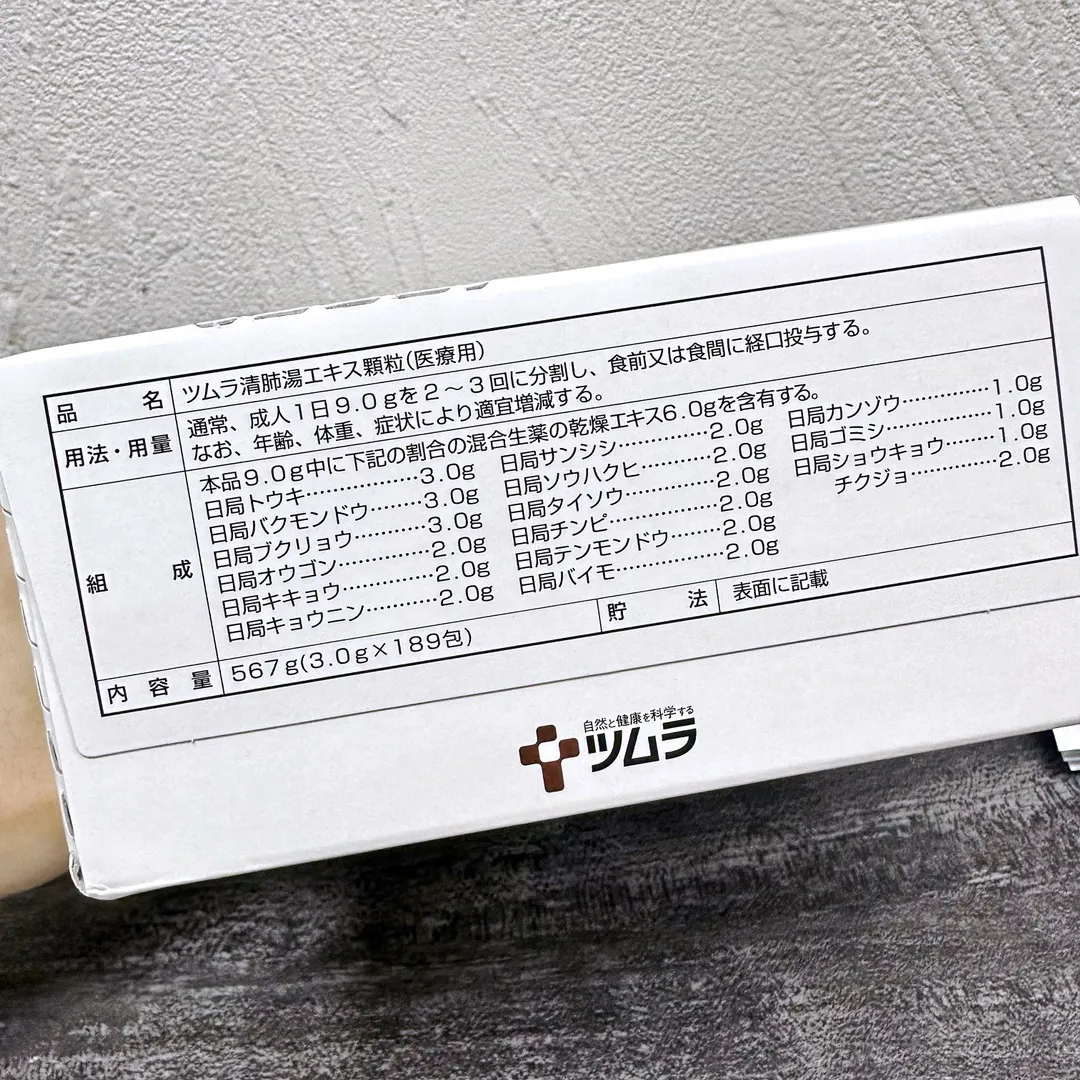 品名 ツムラ清肺湯エキス顆粒(医療用)
用法・用量 通常、成人1日9.0gを2~3回に分割し、食前又は食間に経口投与する。
なお、年齢、体重、症状により適宜増減する。
組成 本品9.0g中に下記の割合の混合生薬の乾燥エキス6.0gを含有する。
日局トウキ…………………3.0g
日局バクモンドウ………3.0g
日局ブクリョウ…………3.0g
日局オウゴン……………2.0g
日局キキョウ……………2.0g
日局キョウニン…………2.0g
日局サンシシ……………2.0g
日局ソウハクヒ…………2.0g
日局タイソウ……………2.0g
日局チンピ………………2.0g
日局テンモンドウ………2.0g
日局バイモ………………2.0g
日局カンゾウ……………1.0g
日局ゴミシ………………1.0g
日局ショウキョウ………1.0g
チクジョ……………2.0g
内容量 567g(3.0g×189包)
貯法 表面に記載
自然と健康を科学する
ツムラ